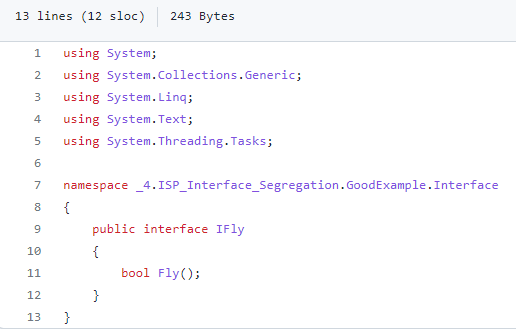 13 lines (12 sloc) 243 Bytes
1 using System;
2 using System.Collections.Generic;
3 using System.Linq;
4 using System.Text;
5 using System.Threading.Tasks;
6
7 namespace _4.ISP_Interface_Segregation.GoodExample.Interface
8 {
9     public interface IFly
10     {
11         bool Fly();
12     }
13 }